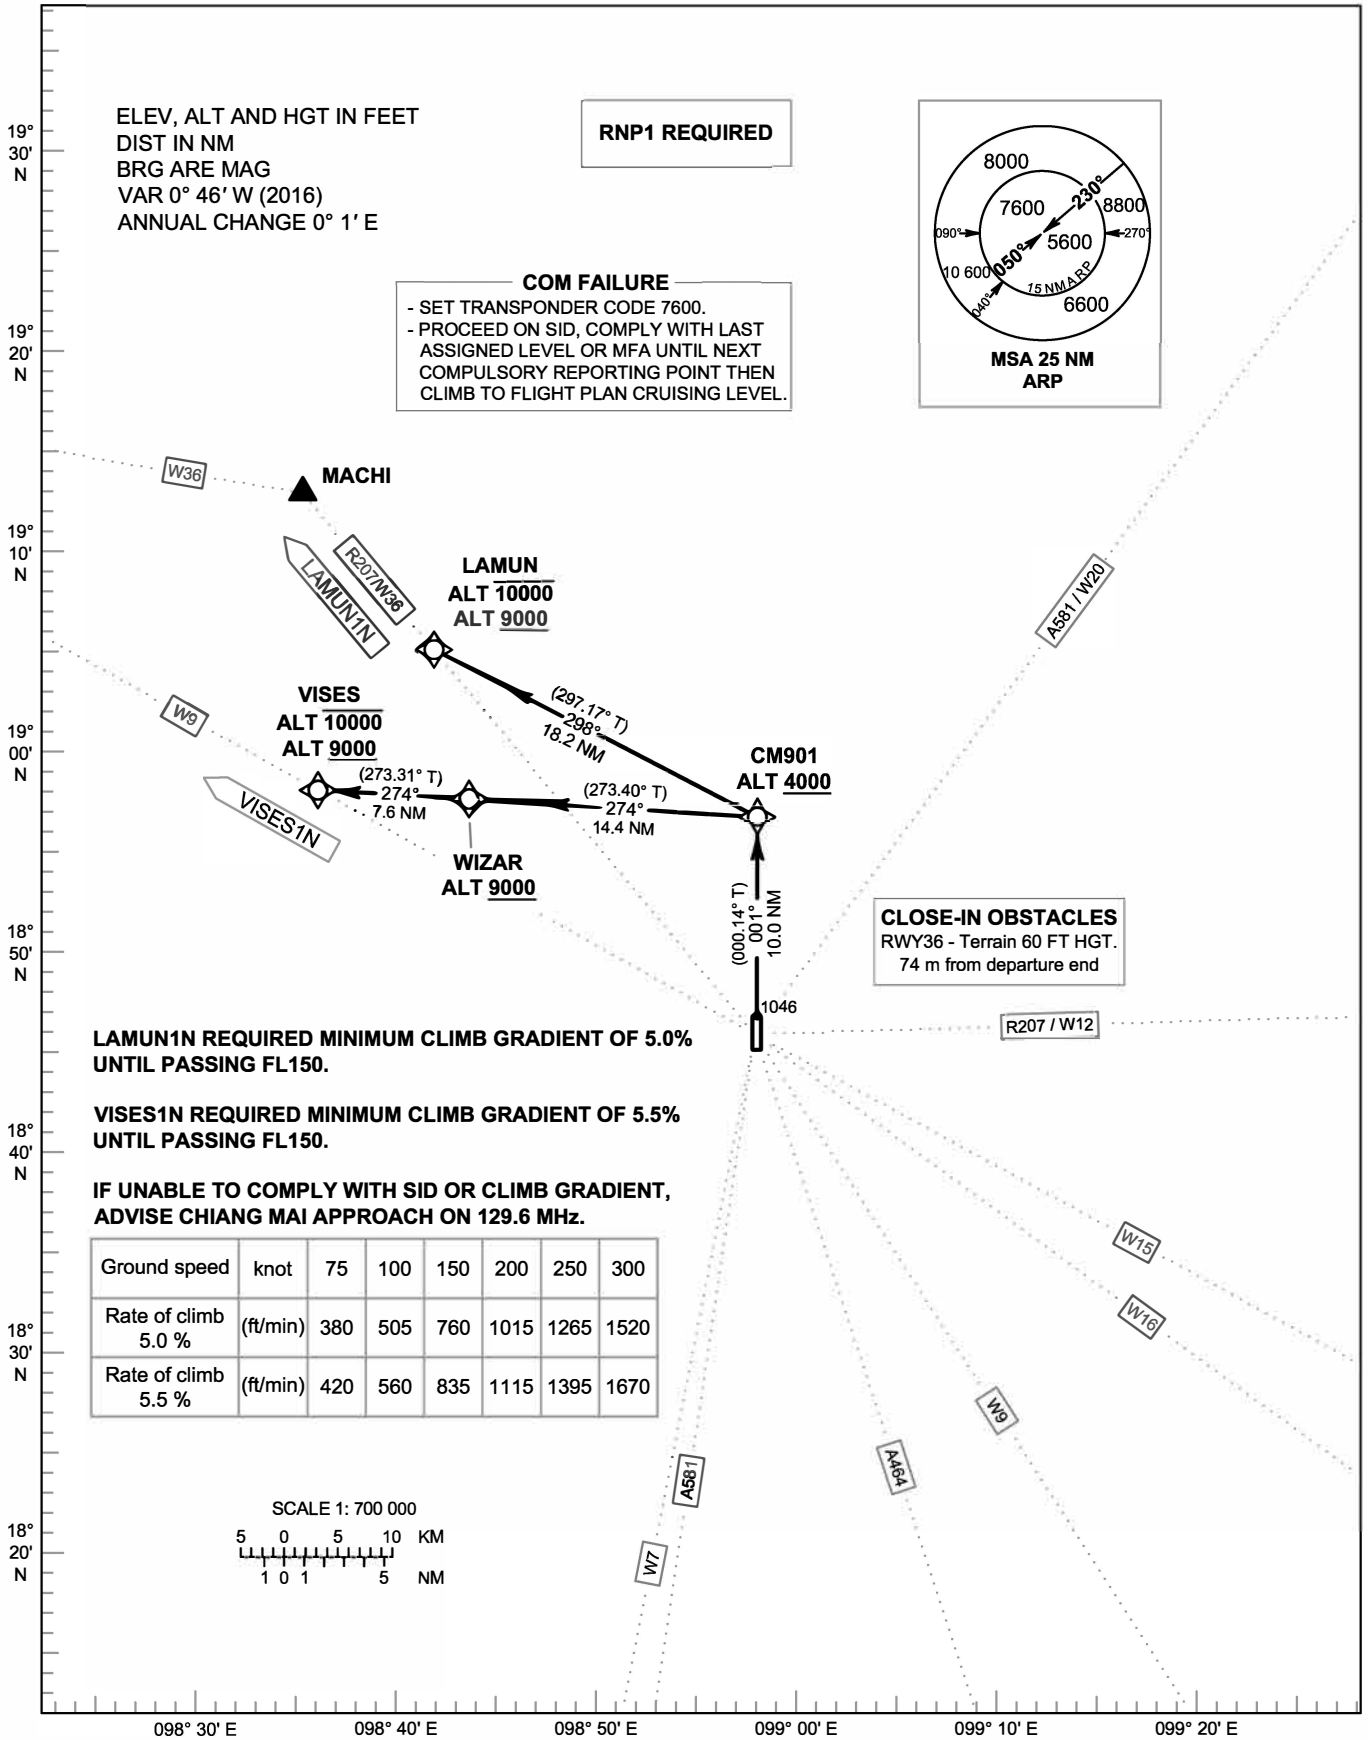 ELEV, ALT AND HGT IN FEET
DIST IN NM
BRG ARE MAG
VAR 0° 46′ W (2016)
ANNUAL CHANGE 0° 1′ E
RNP1 REQUIRED
8000
7600
230°
8800
090°
270°
5600
10 600
050°
15 NM ARP
040°
6600
MSA 25 NM
ARP
COM FAILURE
- SET TRANSPONDER CODE 7600.
- PROCEED ON SID, COMPLY WITH LAST
ASSIGNED LEVEL OR MFA UNTIL NEXT
COMPULSORY REPORTING POINT THEN
CLIMB TO FLIGHT PLAN CRUISING LEVEL.
19°
30'
N
19°
20'
N
19°
10'
N
19°
00'
N
18°
50'
N
18°
40'
N
18°
30'
N
18°
20'
N
W36
MACHI
R207/W36
LAMUN1N
LAMUN
ALT 10000
ALT 9000
A581 / W20
W9
VISES
ALT 10000
ALT 9000
VISES1N
(297.17° T)
298°
18.2 NM
(273.31° T)
274°
7.6 NM
(273.40° T)
274°
14.4 NM
CM901
ALT 4000
WIZAR
ALT 9000
(000.14° T)
001°
10.0 NM
1046
CLOSE-IN OBSTACLES
RWY36 - Terrain 60 FT HGT.
74 m from departure end
R207 / W12
LAMUN1N REQUIRED MINIMUM CLIMB GRADIENT OF 5.0%
UNTIL PASSING FL150.
VISES1N REQUIRED MINIMUM CLIMB GRADIENT OF 5.5%
UNTIL PASSING FL150.
IF UNABLE TO COMPLY WITH SID OR CLIMB GRADIENT,
ADVISE CHIANG MAI APPROACH ON 129.6 MHz.
Ground speed knot 75 100 150 200 250 300
Rate of climb
5.0 % (ft/min) 380 505 760 1015 1265 1520
Rate of climb
5.5 % (ft/min) 420 560 835 1115 1395 1670
W15
W16
W9
A464
A581
W7
SCALE 1: 700 000
5 0 5 10 KM
1 0 1 5 NM
098° 30' E 098° 40' E 098° 50' E 099° 00' E 099° 10' E 099° 20' E